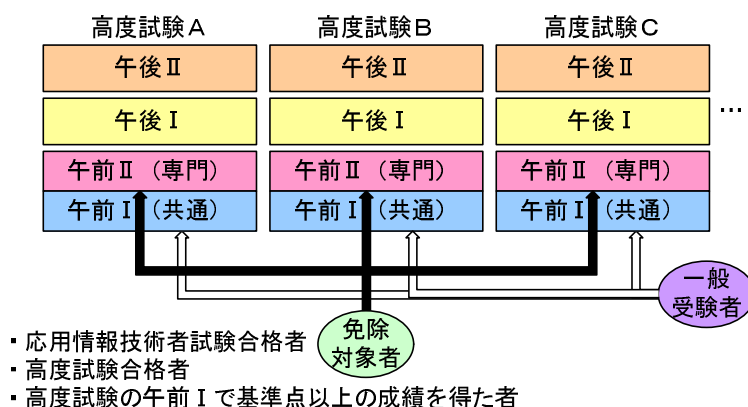 高度試験A
高度試験B
高度試験C
午後Ⅱ
午後Ⅱ
午後Ⅱ
午後Ⅰ
午後Ⅰ
午後Ⅰ
…
午前Ⅱ（専門）
午前Ⅱ（専門）
午前Ⅱ（専門）
午前Ⅰ（共通）
午前Ⅰ（共通）
午前Ⅰ（共通）
一般
受験者
免除
対象者
・応用情報技術者試験合格者
・高度試験合格者
・高度試験の午前Ⅰで基準点以上の成績を得た者